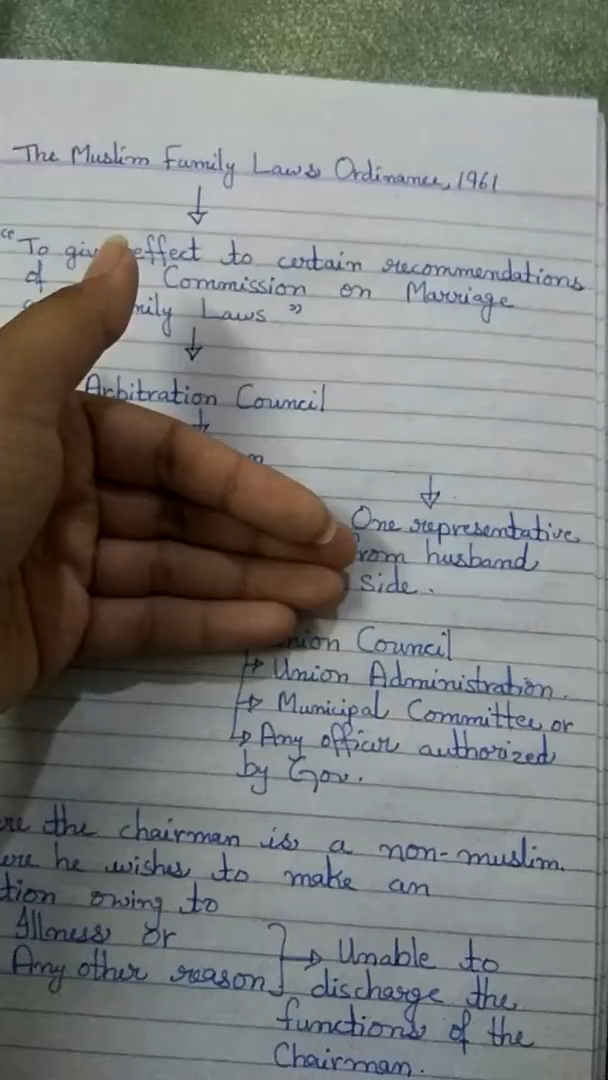 The Muslim Family Laws Ordinance, 1961
"To give effect to certain recommendations
of Commission on Marriage
Family Laws"
Arbitration Council
One representative
from husband
side.
Union Council
Union Administration.
Municipal Committee, or
Any officer authorized
by Gov.
the chairman is a non-muslim.
he wishes to make an
owing to
Illness or
Any other reason
Unable to
discharge the
functions of the
Chairman.